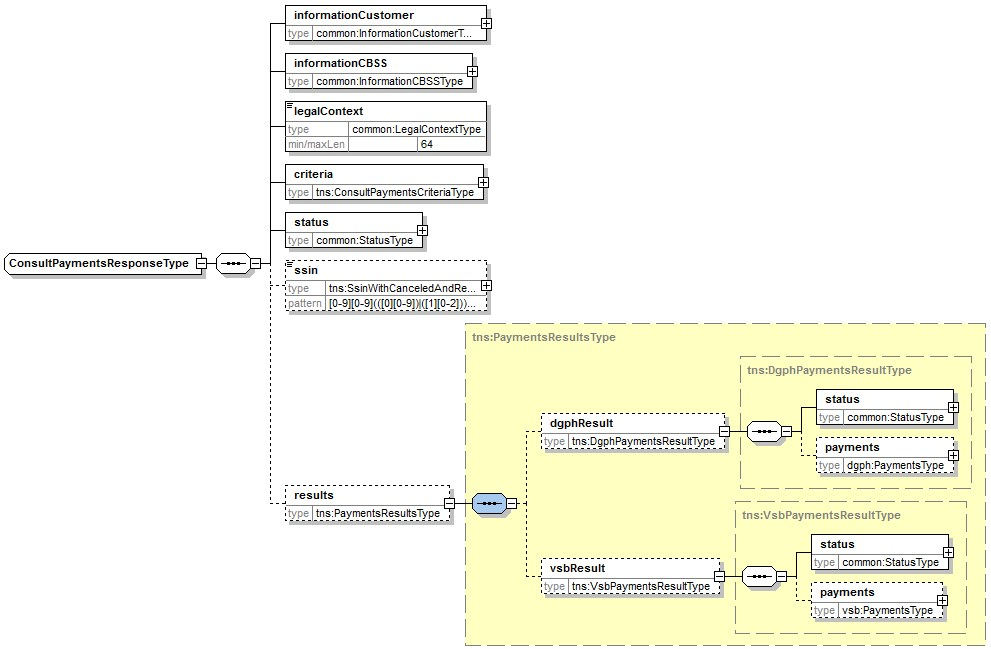 informationCustomer
type common:InformationCustomerT...
informationCBSS
type common:InformationCBSSType
legalContext
type common:LegalContextType
min/maxLen 64
criteria
type tns:ConsultPaymentsCriteriaType
status
type common:StatusType
ConsultPaymentsResponseType
ssin
type tns:SsinWithCanceledAndRe...
pattern [0-9][0-9](([0][0-9])|([1][0-2]))...
tns:PaymentsResultsType
tns:DgphPaymentsResultType
status
type common:StatusType
dgphResult
type tns:DgphPaymentsResultType
payments
type dgph:PaymentsType
results
type tns:PaymentsResultsType
tns:VsbPaymentsResultType
status
type common:StatusType
vsbResult
type tns:VsbPaymentsResultType
payments
type vsb:PaymentsType